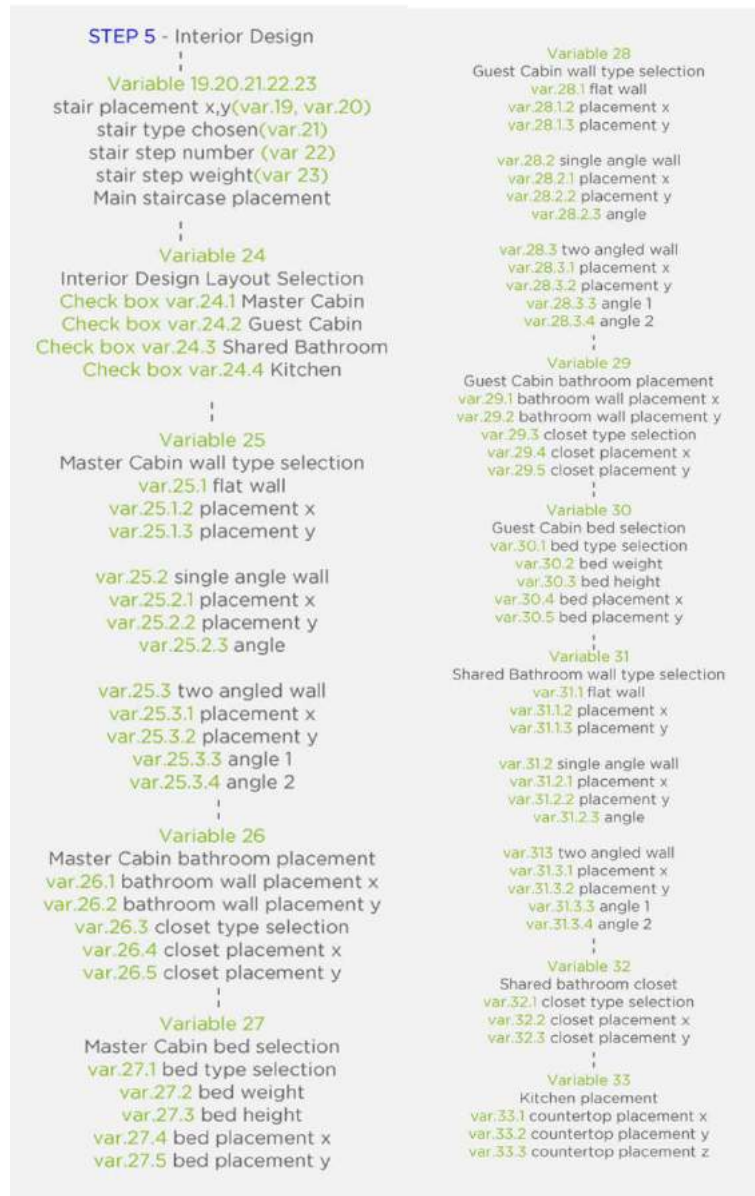 STEP 5 - Interior Design
Variable 19.20.21.22.23
stair placement x,y(var.19, var.20)
stair type chosen(var.21)
stair step number (var 22)
stair step weight(var 23)
Main staircase placement
Variable 24
Interior Design Layout Selection
Check box var.24.1 Master Cabin
Check box var.24.2 Guest Cabin
Check box var.24.3 Shared Bathroom
Check box var.24.4 Kitchen
Variable 25
Master Cabin wall type selection
var.25.1 flat wall
var.25.1.2 placement x
var.25.1.3 placement y
var.25.2 single angle wall
var.25.2.1 placement x
var.25.2.2 placement y
var.25.2.3 angle
var.25.3 two angled wall
var.25.3.1 placement x
var.25.3.2 placement y
var.25.3.3 angle 1
var.25.3.4 angle 2
Variable 26
Master Cabin bathroom placement
var.26.1 bathroom wall placement x
var.26.2 bathroom wall placement y
var.26.3 closet type selection
var.26.4 closet placement x
var.26.5 closet placement y
Variable 27
Master Cabin bed selection
var.27.1 bed type selection
var.27.2 bed weight
var.27.3 bed height
var.27.4 bed placement x
var.27.5 bed placement y
Variable 28
Guest Cabin wall type selection
var.28.1 flat wall
var.28.1.2 placement x
var.28.1.3 placement y
var.28.2 single angle wall
var.28.2.1 placement x
var.28.2.2 placement y
var.28.2.3 angle
var.28.3 two angled wall
var.28.3.1 placement x
var.28.3.2 placement y
var.28.3.3 angle 1
var.28.3.4 angle 2
Variable 29
Guest Cabin bathroom placement
var.29.1 bathroom wall placement x
var.29.2 bathroom wall placement y
var.29.3 closet type selection
var.29.4 closet placement x
var.29.5 closet placement y
Variable 30
Guest Cabin bed selection
var.30.1 bed type selection
var.30.2 bed weight
var.30.3 bed height
var.30.4 bed placement x
var.30.5 bed placement y
Variable 31
Shared Bathroom wall type selection
var.31.1 flat wall
var.31.1.2 placement x
var.31.1.3 placement y
var.31.2 single angle wall
var.31.2.1 placement x
var.31.2.2 placement y
var.31.2.3 angle
var.313 two angled wall
var.31.3.1 placement x
var.31.3.2 placement y
var.31.3.3 angle 1
var.31.3.4 angle 2
Variable 32
Shared bathroom closet
var.32.1 closet type selection
var.32.2 closet placement x
var.32.3 closet placement y
Variable 33
Kitchen placement
var.33.1 countertop placement x
var.33.2 countertop placement y
var.33.3 countertop placement z